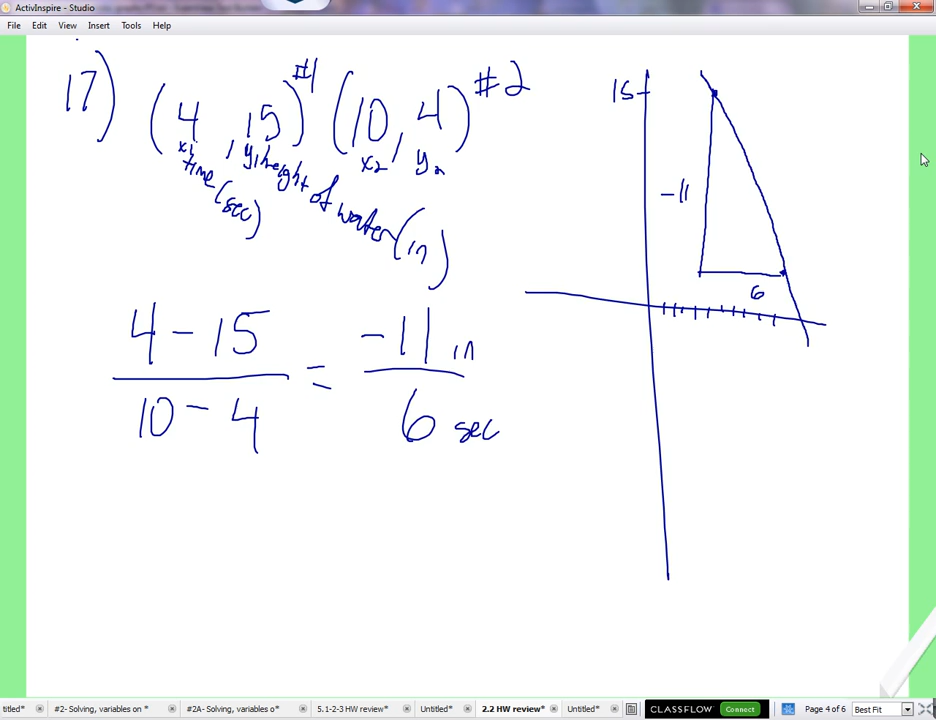 ActivInspire - Studio
File Edit View Insert Tools Help
17) (4, 15) #1 (10, 4) #2
x1 y1 x2 y2
time (sec)
height of water (in)
4 - 15 = -11 in
10 - 4 6 sec
15
-11
6
titled* #2- Solving, variables on * #2A- Solving, variables o* 5.1-2-3 HW review* Untitled* 2.2 HW review* Untitled* CLASSFLOW Connect Page 4 of 6 Best Fit